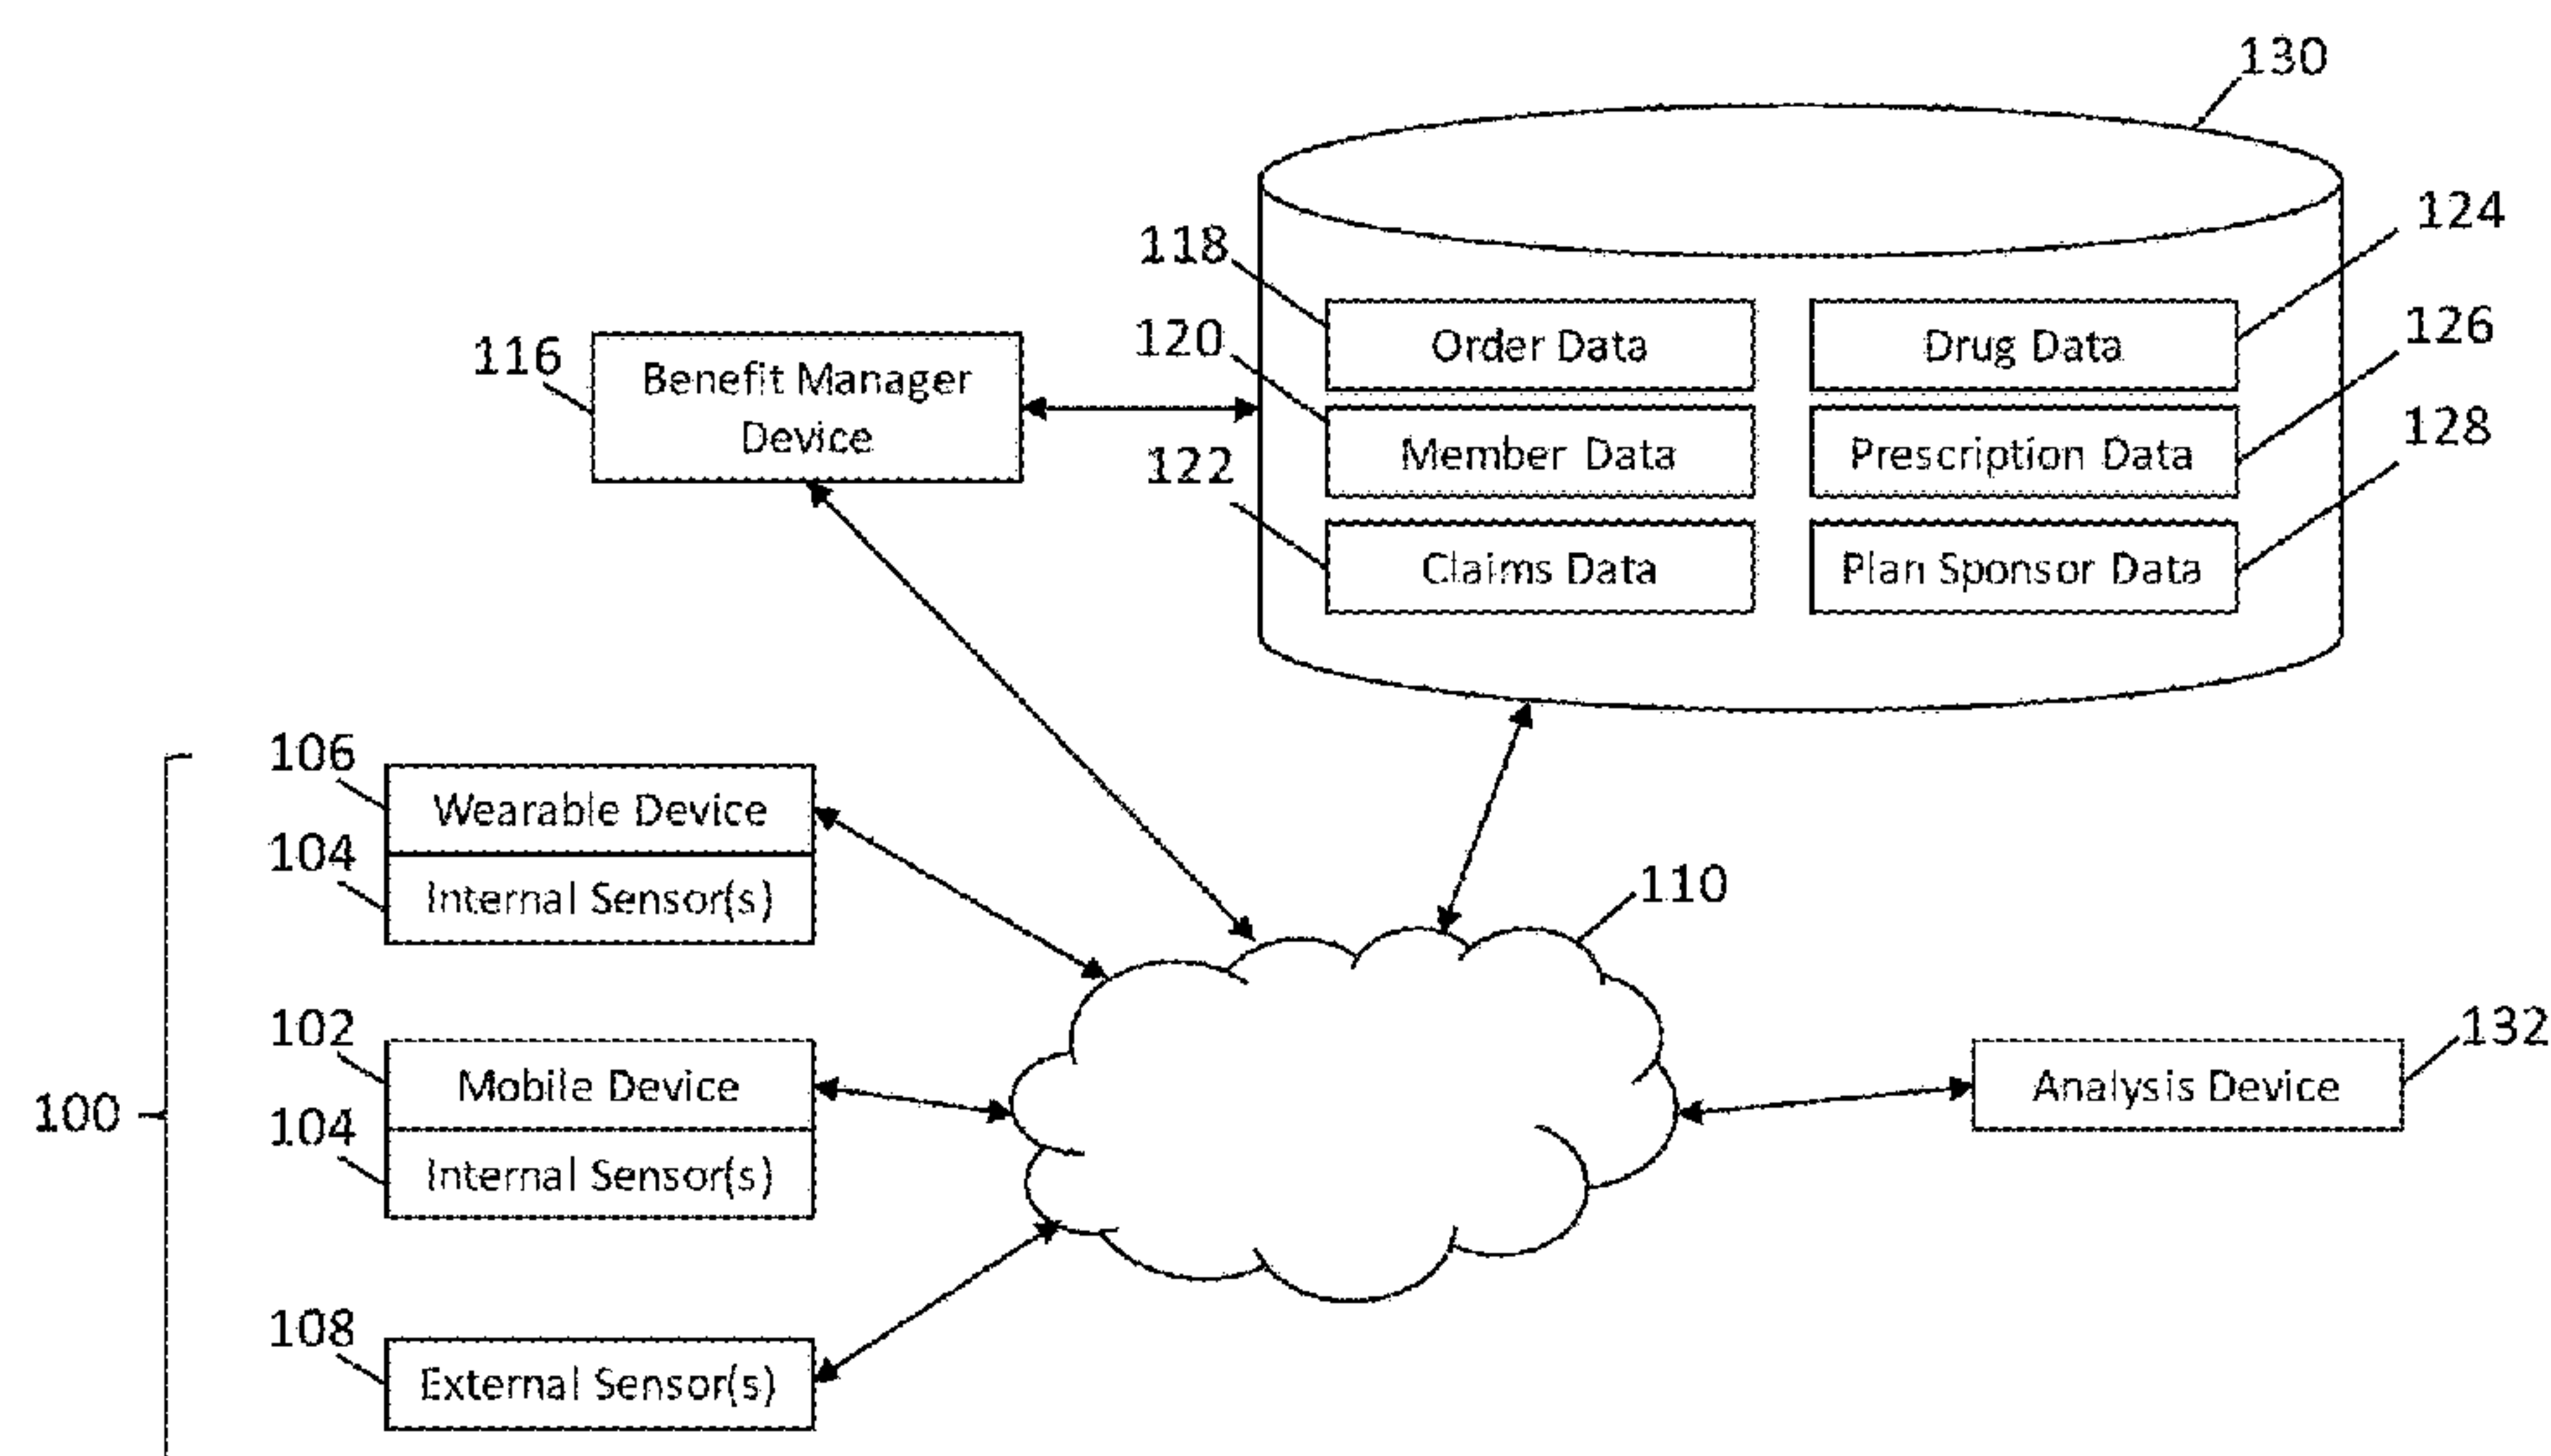 130
124
118
Order Data
Drug Data
126
120
116
Benefit Manager
Device
Member Data
Prescription Data
128
122
Claims Data
Plan Sponsor Data
106
Wearable Device
104
Internal Sensor(s)
110
102
Mobile Device
132
Analysis Device
100
104
Internal Sensor(s)
108
External Sensor(s)